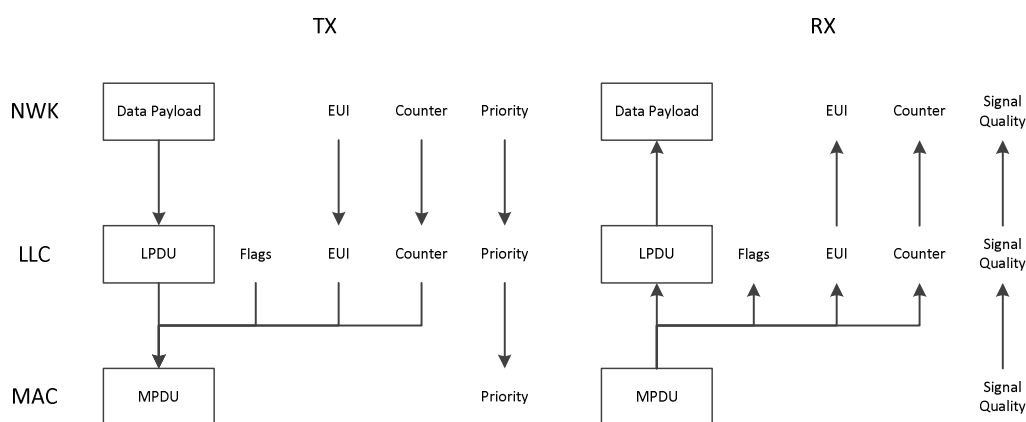 TX RX
NWK Data Payload EUI Counter Priority Data Payload EUI Counter Signal
Quality
LLC LPDU Flags EUI Counter Priority LPDU Flags EUI Counter Signal
Quality
MAC MPDU Priority MPDU Signal
Quality